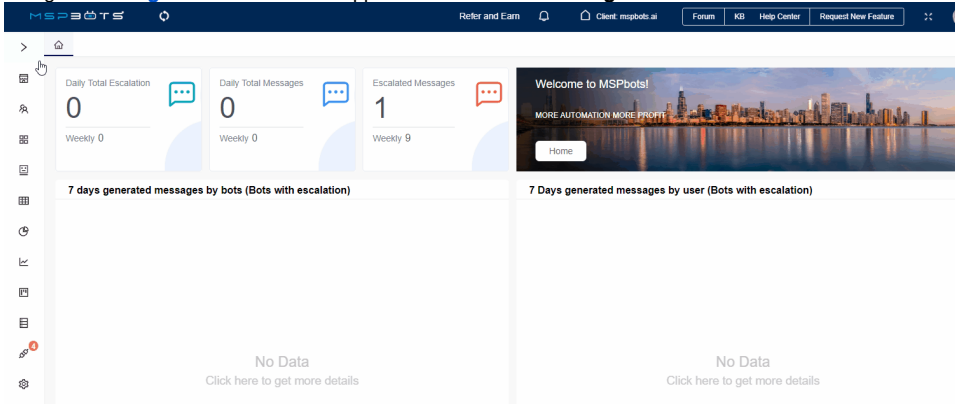 MSPBOTS
Refer and Earn
Client: mspbots.ai
Forum
KB
Help Center
Request New Feature
Daily Total Escalation
0
Weekly 0
Daily Total Messages
0
Weekly 0
Escalated Messages
1
Weekly 9
Welcome to MSPbots!
MORE AUTOMATION MORE PROFIT
Home
7 days generated messages by bots (Bots with escalation)
7 Days generated messages by user (Bots with escalation)
No Data
Click here to get more details
No Data
Click here to get more details
4